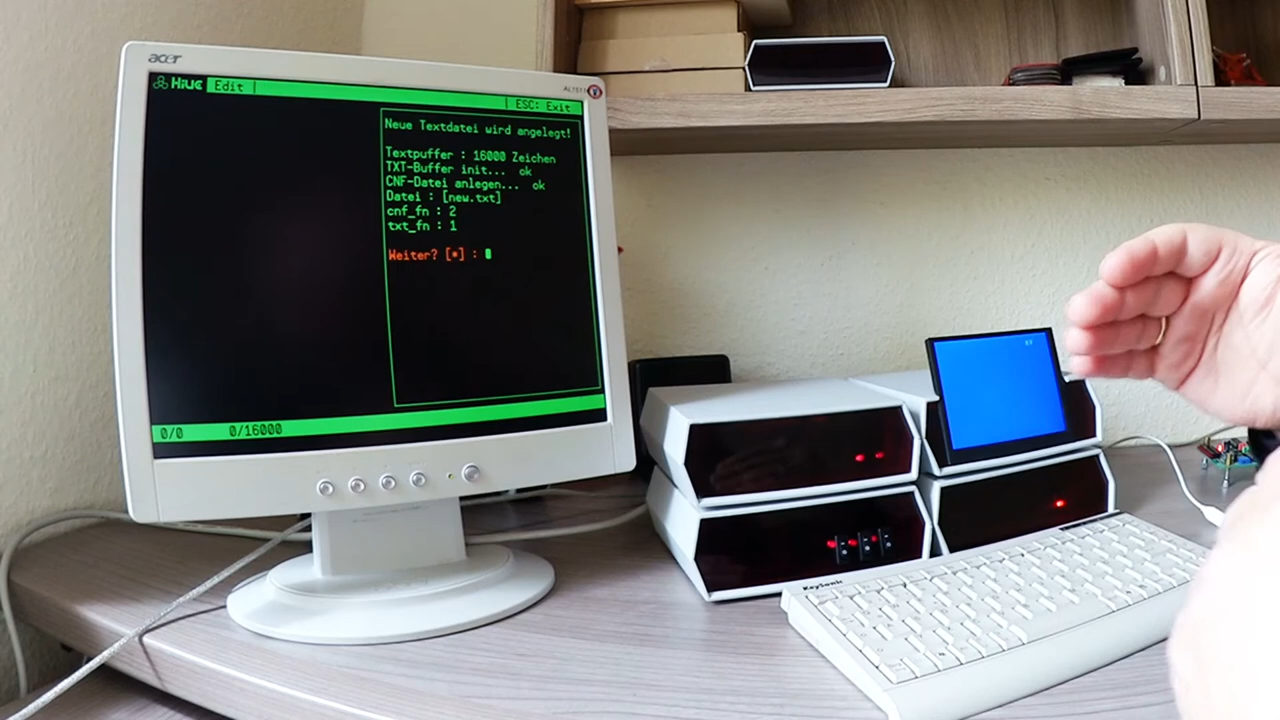 acer
AL1511
Hive Edit
ESC: Exit
Neue Textdatei wird angelegt!
Textpuffer : 16000 Zeichen
TXT-Buffer init... ok
CNF-Datei anlegen... ok
Datei : [new.txt]
cnf_fn : 2
txt_fn : 1
Weiter? [*] :
0/0 0/16000
KeySonic